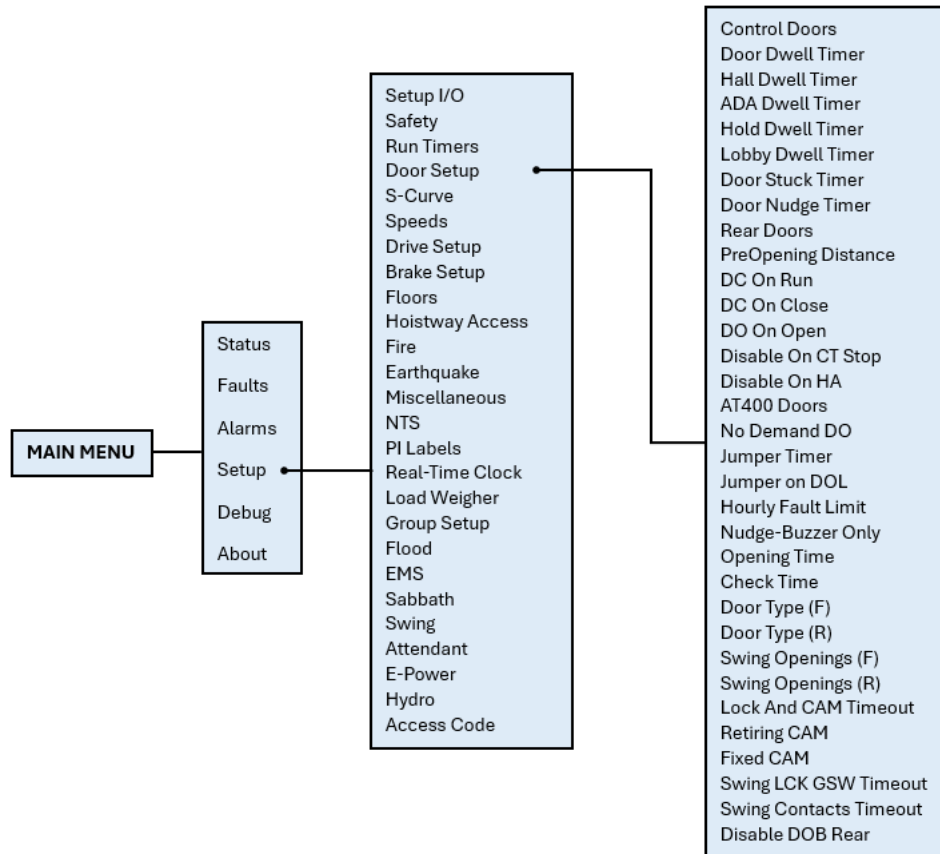 MAIN MENU
Status
Faults
Alarms
Setup
Debug
About
Setup I/O
Safety
Run Timers
Door Setup
S-Curve
Speeds
Drive Setup
Brake Setup
Floors
Hoistway Access
Fire
Earthquake
Miscellaneous
NTS
PI Labels
Real-Time Clock
Load Weigher
Group Setup
Flood
EMS
Sabbath
Swing
Attendant
E-Power
Hydro
Access Code
Control Doors
Door Dwell Timer
Hall Dwell Timer
ADA Dwell Timer
Hold Dwell Timer
Lobby Dwell Timer
Door Stuck Timer
Door Nudge Timer
Rear Doors
PreOpening Distance
DC On Run
DC On Close
DO On Open
Disable On CT Stop
Disable On HA
AT400 Doors
No Demand DO
Jumper Timer
Jumper on DOL
Hourly Fault Limit
Nudge-Buzzer Only
Opening Time
Check Time
Door Type (F)
Door Type (R)
Swing Openings (F)
Swing Openings (R)
Lock And CAM Timeout
Retiring CAM
Fixed CAM
Swing LCK GSW Timeout
Swing Contacts Timeout
Disable DOB Rear